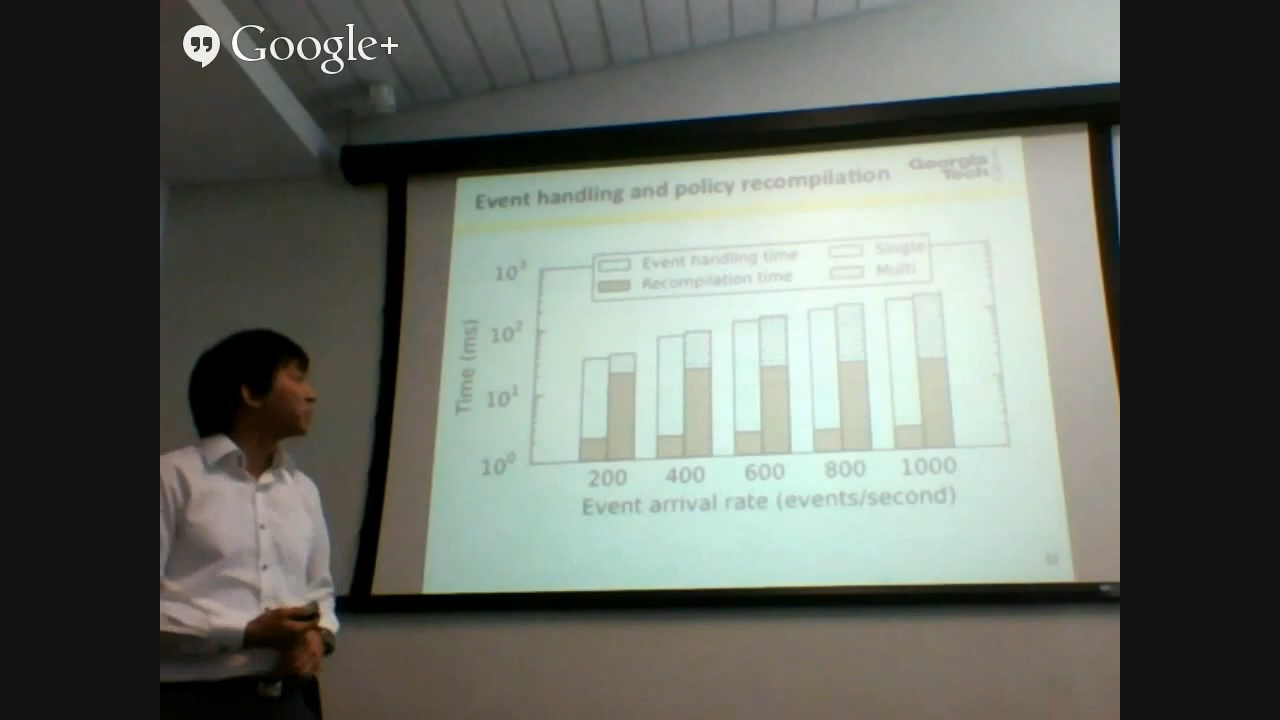 Google+
Event handling and policy recompilation
Georgia
Tech
Event handling time
Single
Recompilation time
Multi
10³
10²
10¹
10⁰
Time (ms)
200 400 600 800 1000
Event arrival rate (events/second)